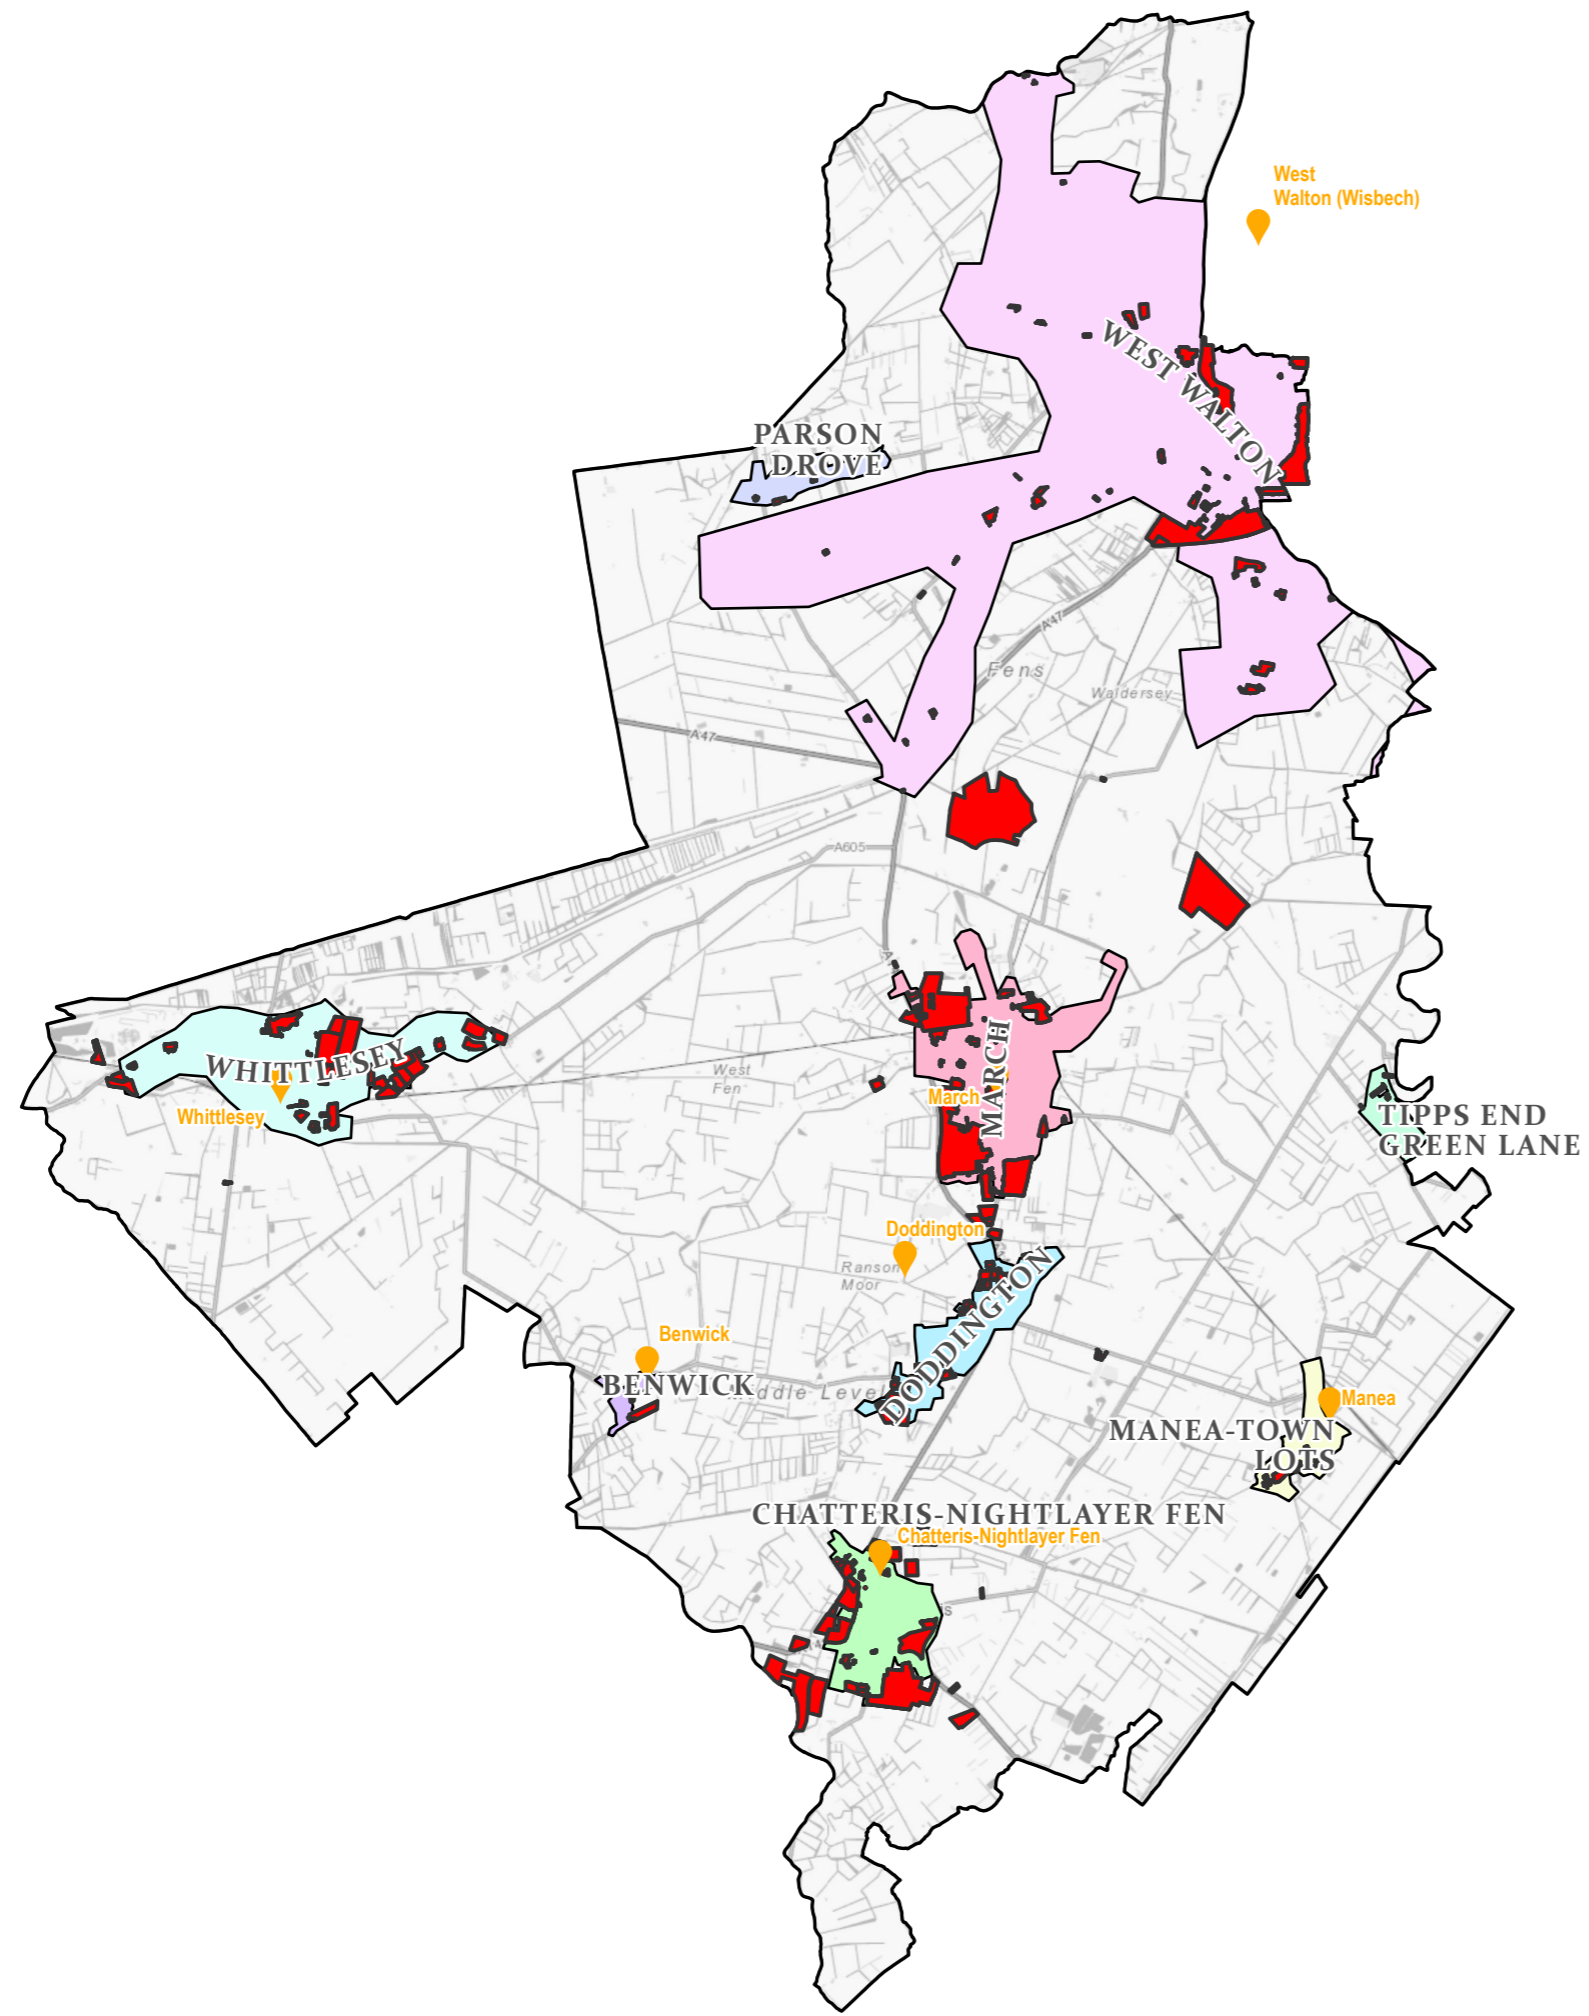 West
Walton (Wisbech)
WEST WALTON
PARSON
DROVE
A47
Fens
Waldersey
A47
A605
WHITTLESEY
Whittlesey
West
Fen
MARCH
March
TIPPS END
GREEN LANE
Doddington
Ranson
Moor
DODDINGTON
Benwick
BENWICK
Middle Level
Manea
MANEA-TOWN
LOTS
CHATTERIS-NIGHTLAYER FEN
Chatteris-Nightlayer Fen